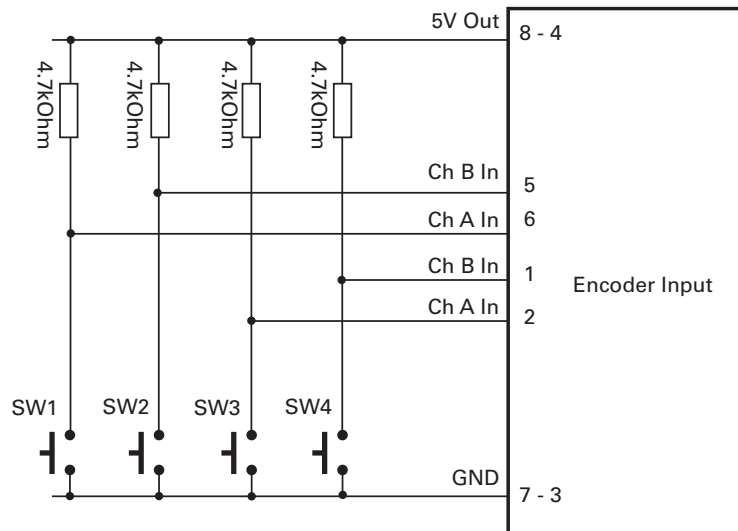 5V Out
8 - 4
4.7kOhm
4.7kOhm
4.7kOhm
4.7kOhm
Ch B In
5
Ch A In
6
Ch B In
1
Encoder Input
Ch A In
2
SW1
SW2
SW3
SW4
GND
7 - 3